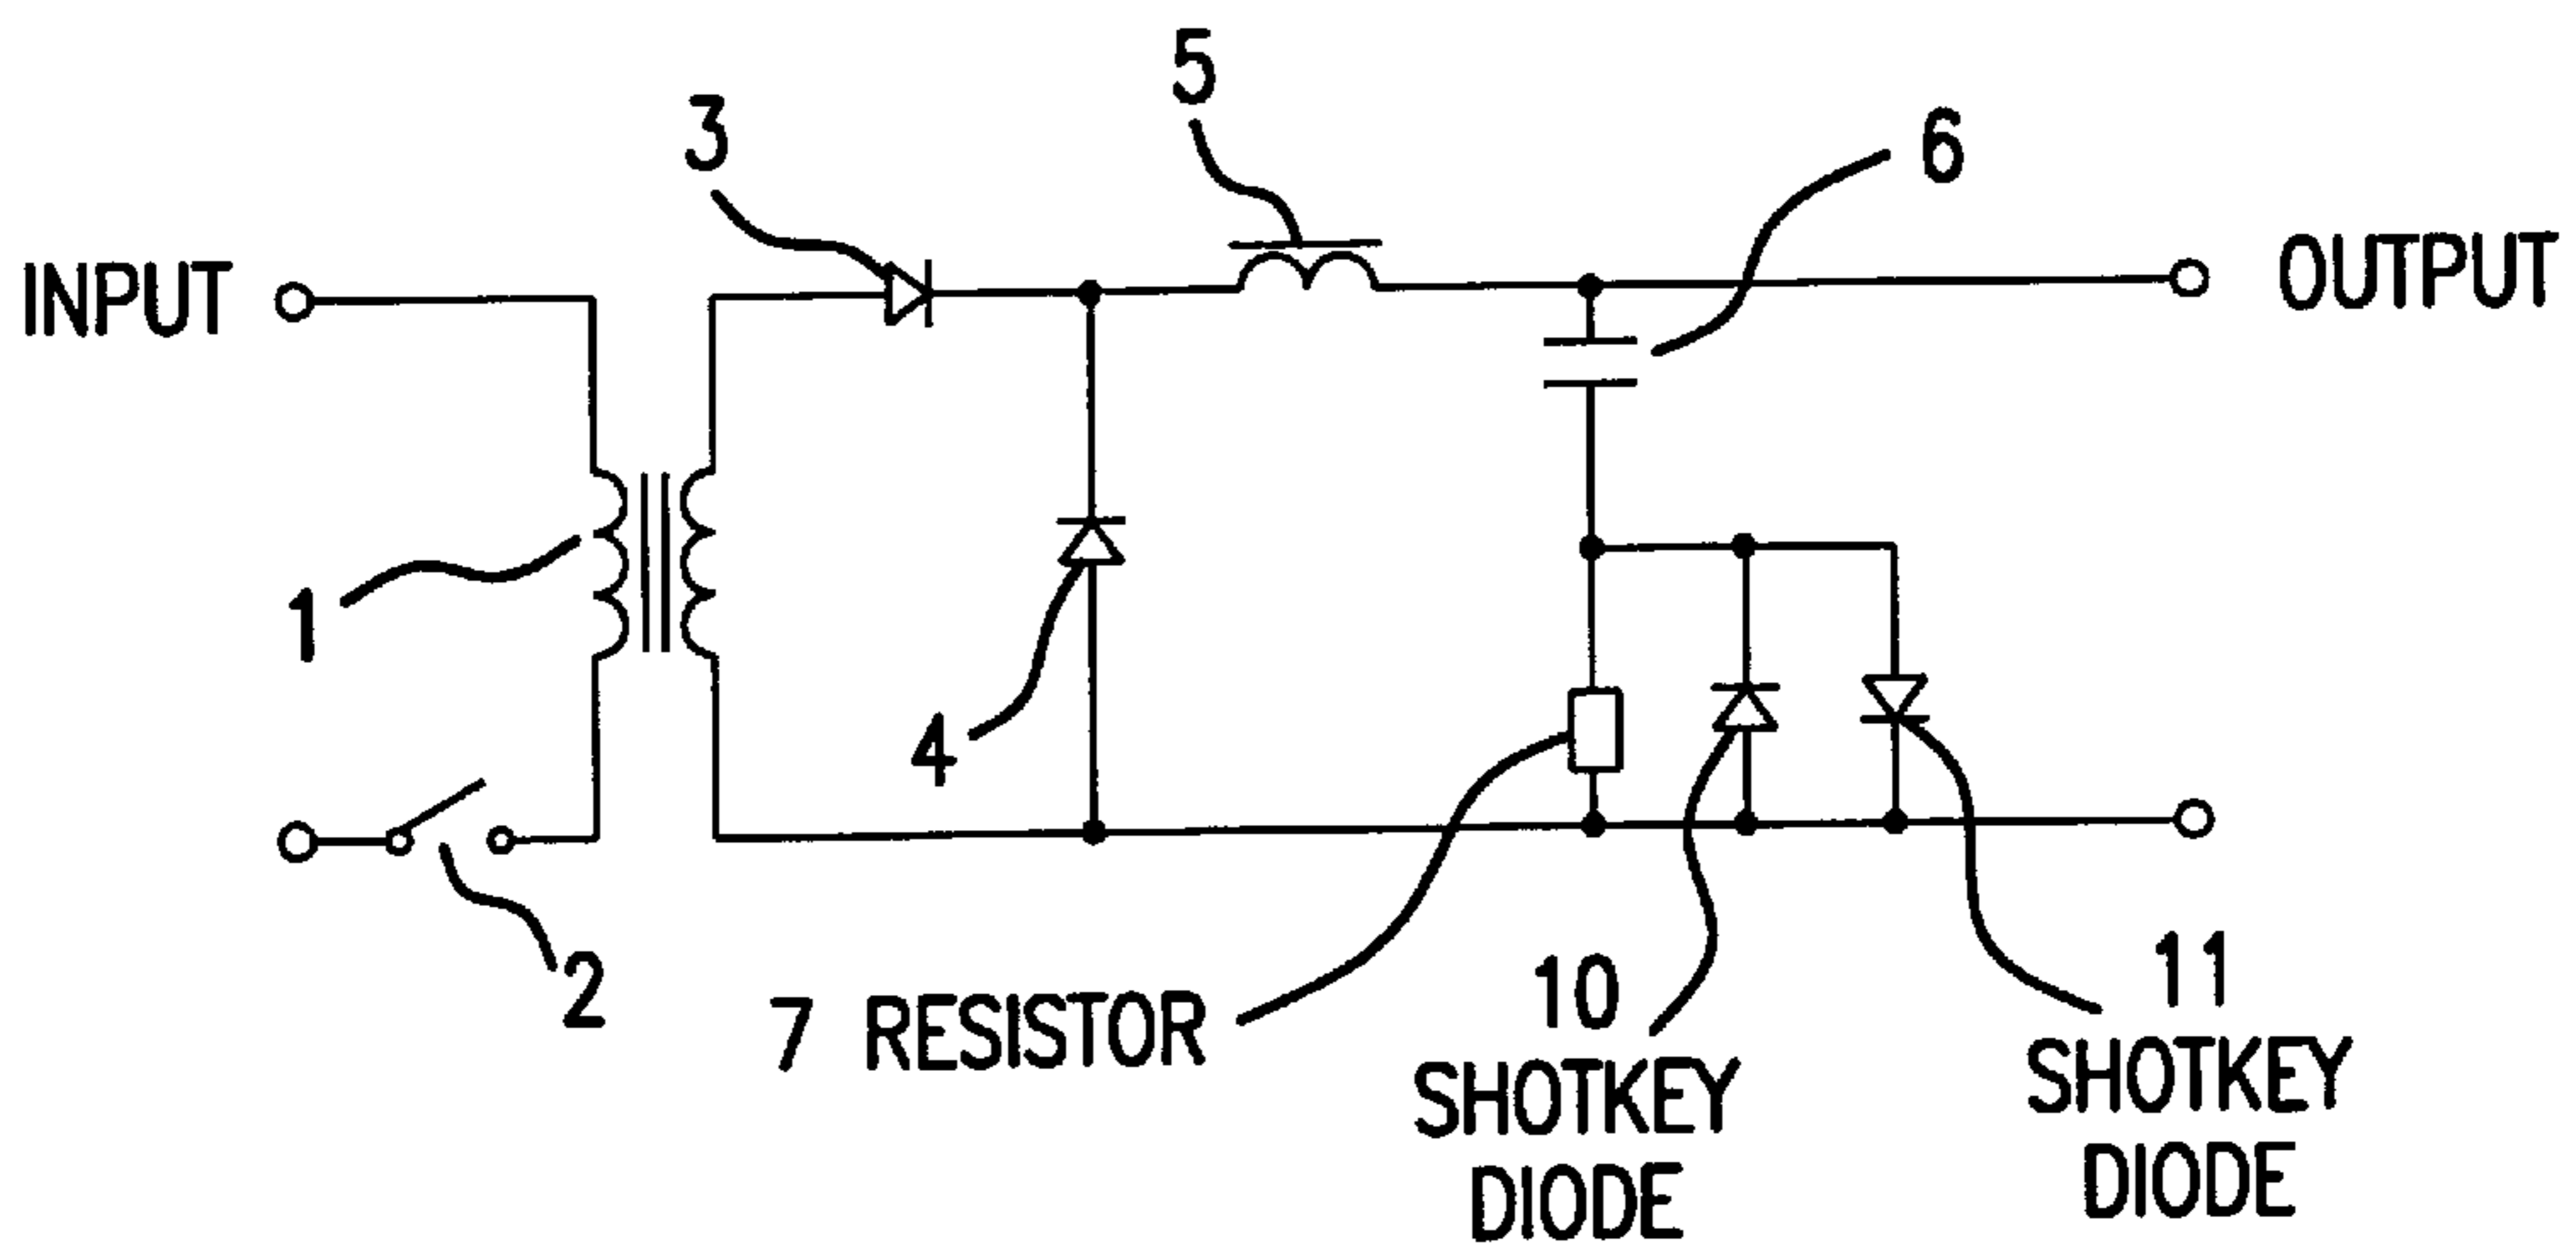 5
3
6
INPUT
OUTPUT
1
4
2
7 RESISTOR
10
SHOTKEY
DIODE
11
SHOTKEY
DIODE